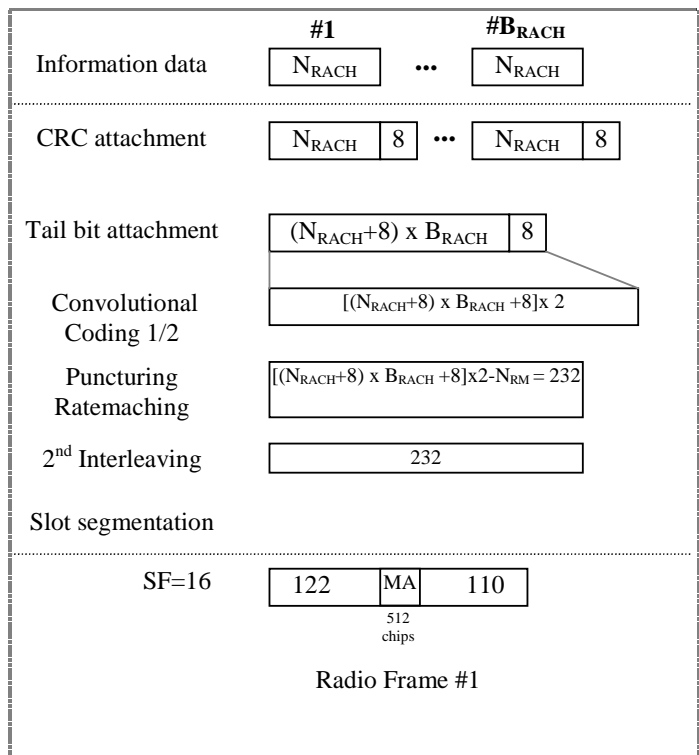 #1 #B_RACH
Information data N_RACH ... N_RACH
CRC attachment N_RACH 8 ... N_RACH 8
Tail bit attachment (N_RACH+8) x B_RACH 8
Convolutional
Coding 1/2
[(N_RACH+8) x B_RACH +8]x 2
Puncturing
Ratemaching
[(N_RACH+8) x B_RACH +8]x2-N_RM = 232
2nd Interleaving 232
Slot segmentation
SF=16 122 MA 110
512
chips
Radio Frame #1